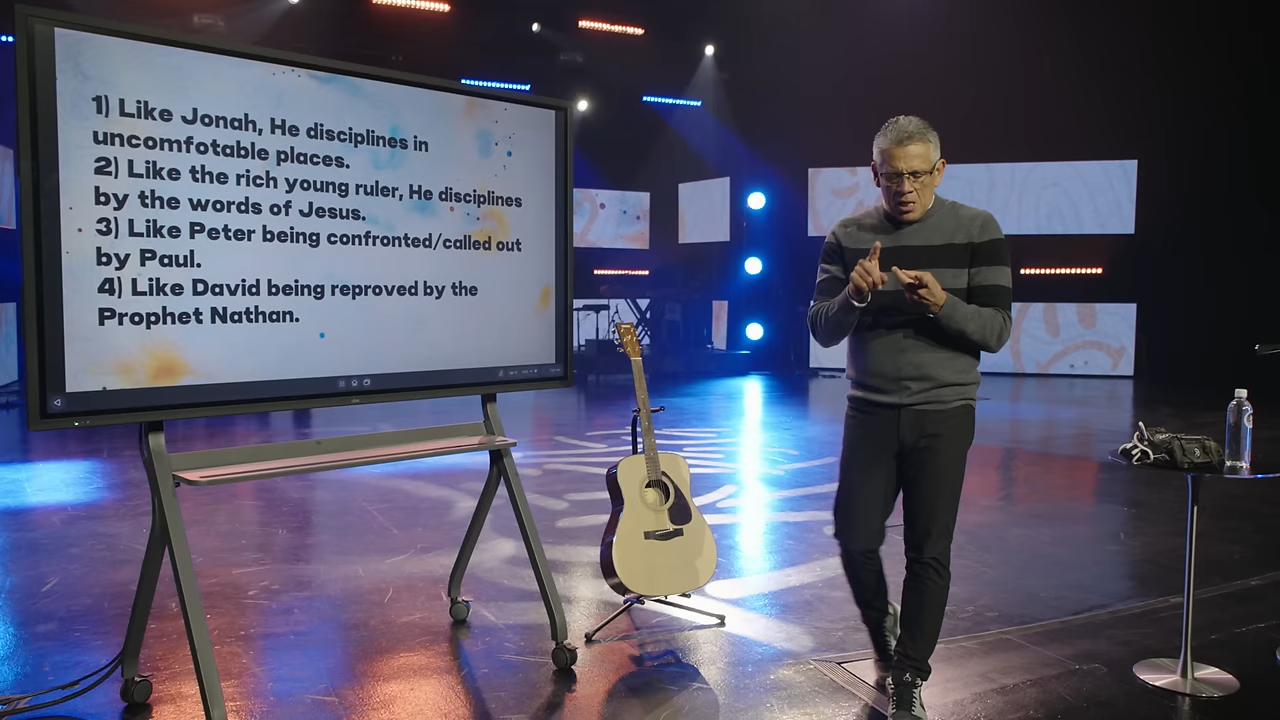 1) Like Jonah, He disciplines in
uncomfotable places.
2) Like the rich young ruler, He disciplines
by the words of Jesus.
3) Like Peter being confronted/called out
by Paul.
4) Like David being reproved by the
Prophet Nathan.